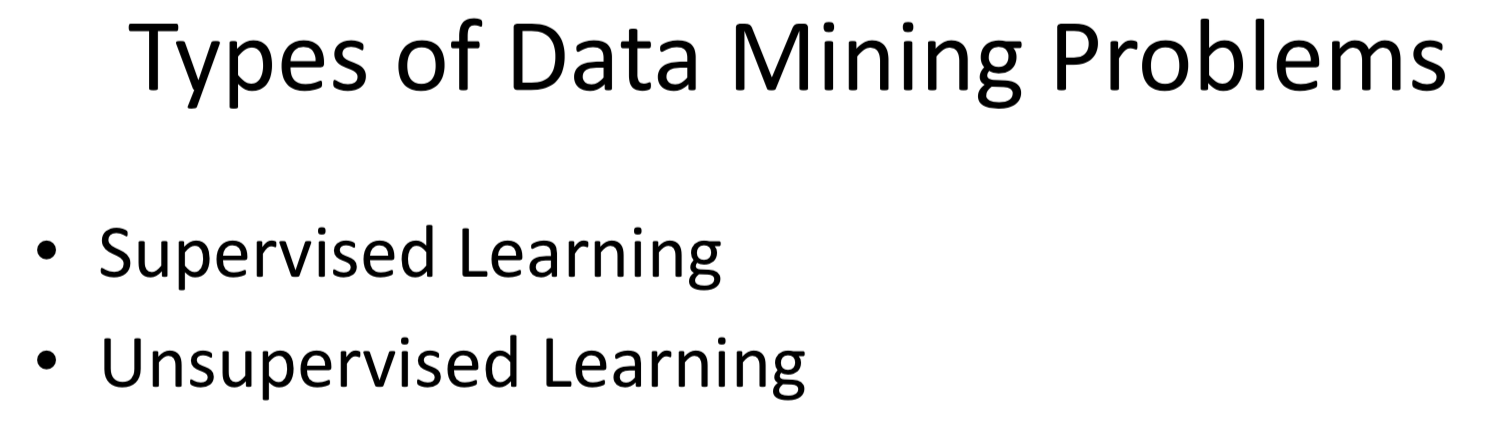 Types of Data Mining Problems
• Supervised Learning
• Unsupervised Learning